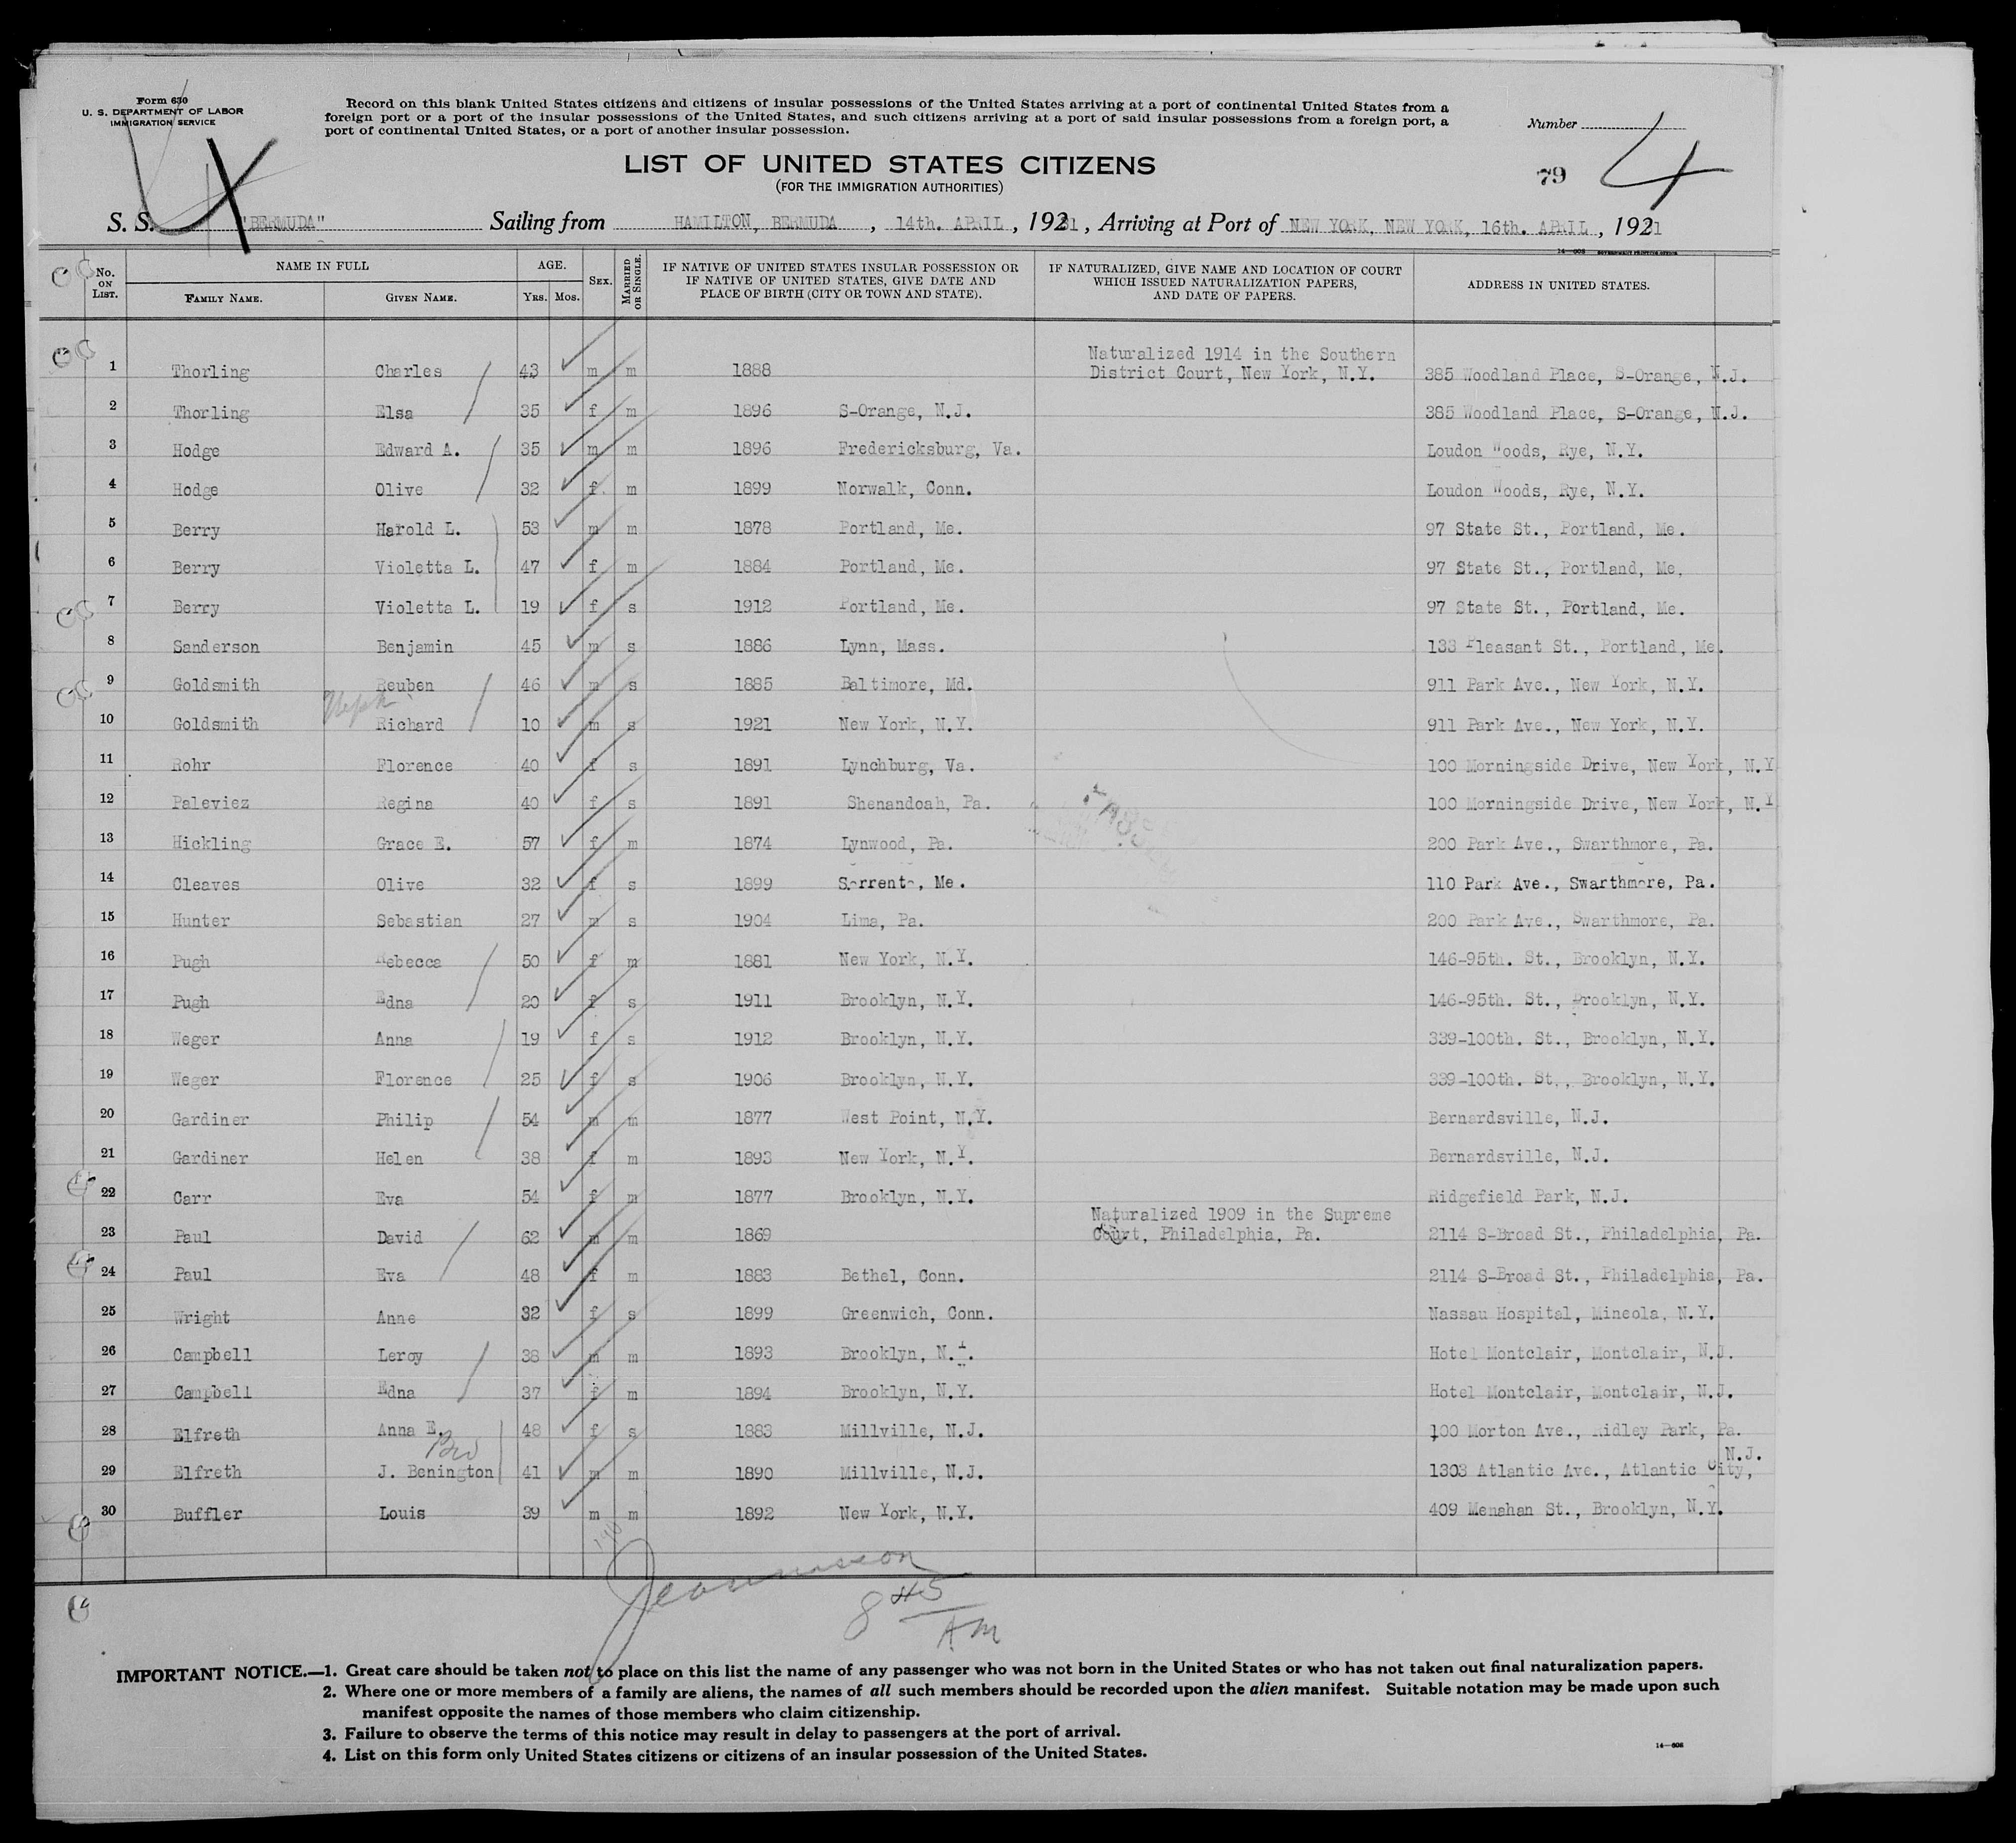 Form 630
U. S. DEPARTMENT OF LABOR
IMMIGRATION SERVICE
Record on this blank United States citizens and citizens of insular possessions of the United States arriving at a port of continental United States from a
foreign port or a port of the insular possessions of the United States, and such citizens arriving at a port of said insular possessions from a foreign port, a
port of continental United States, or a port of another insular possession.
Number
4
LIST OF UNITED STATES CITIZENS
(FOR THE IMMIGRATION AUTHORITIES)
79
4
S. S. "BERMUDA" Sailing from HAMILTON, BERMUDA , 14th. APRIL , 1931 , Arriving at Port of NEW YORK, NEW YORK, 16th. APRIL , 1921
14—608 GOVERNMENT PRINTING OFFICE
No. ON LIST. NAME IN FULL FAMILY NAME. GIVEN NAME. AGE. YRS. MOS. SEX. MARRIED OR SINGLE. IF NATIVE OF UNITED STATES INSULAR POSSESSION OR IF NATIVE OF UNITED STATES, GIVE DATE AND PLACE OF BIRTH (CITY OR TOWN AND STATE). IF NATURALIZED, GIVE NAME AND LOCATION OF COURT WHICH ISSUED NATURALIZATION PAPERS, AND DATE OF PAPERS. ADDRESS IN UNITED STATES.
1 Thorling Charles 43 m m 1888 Naturalized 1914 in the Southern District Court, New York, N.Y. 385 Woodland Place, S-Orange, N.J.
2 Thorling Elsa 35 f m 1896 S-Orange, N.J. 385 Woodland Place, S-Orange, N.J.
3 Hodge Edward A. 35 m m 1896 Fredericksburg, Va. Loudon Woods, Rye, N.Y.
4 Hodge Olive 32 f. m 1899 Norwalk, Conn. Loudon Woods, Rye, N.Y.
5 Berry Harold L. 53 m m 1878 Portland, Me. 97 State St., Portland, Me.
6 Berry Violetta L. 47 f m 1884 Portland, Me. 97 State St., Portland, Me.
7 Berry Violetta L. 19 f s 1912 Portland, Me. 97 State St., Portland, Me.
8 Sanderson Benjamin 45 m s 1886 Lynn, Mass. 133 Pleasant St., Portland, Me.
9 Goldsmith Reuben 46 m s 1885 Baltimore, Md. 911 Park Ave., New York, N.Y.
10 Goldsmith Richard 10 m s 1921 New York, N.Y. 911 Park Ave., New York, N.Y.
11 Rohr Florence 40 f s 1891 Lynchburg, Va. 100 Morningside Drive, New York, N.Y
12 Paleviez Regina 40 f s 1891 Shenandoah, Pa. 100 Morningside Drive, New York, N.Y
13 Hickling Grace E. 57 f m 1874 Lynwood, Pa. 200 Park Ave., Swarthmore, Pa.
14 Cleaves Olive 32 f s 1899 Sorrento, Me. 110 Park Ave., Swarthmore, Pa.
15 Hunter Sebastian 27 m s 1904 Lima, Pa. 200 Park Ave., Swarthmore, Pa.
16 Pugh Rebecca 50 f m 1881 New York, N.Y. 146-95th. St., Brooklyn, N.Y.
17 Pugh Edna 20 f s 1911 Brooklyn, N.Y. 146-95th. St., Brooklyn, N.Y.
18 Weger Anna 19 f s 1912 Brooklyn, N.Y. 339-100th. St., Brooklyn, N.Y.
19 Weger Florence 25 f s 1906 Brooklyn, N.Y. 339-100th. St., Brooklyn, N.Y.
20 Gardiner Philip 54 m m 1877 West Point, N.Y. Bernardsville, N.J.
21 Gardiner Helen 38 f m 1893 New York, N.Y. Bernardsville, N.J.
22 Carr Eva 54 f m 1877 Brooklyn, N.Y. Ridgefield Park, N.J.
23 Paul David 62 m m 1869 Naturalized 1909 in the Supreme Court, Philadelphia, Pa. 2114 S-Broad St., Philadelphia, Pa.
24 Paul Eva 48 f m 1883 Bethel, Conn. 2114 S-Broad St., Philadelphia, Pa.
25 Wright Anne 32 f s 1899 Greenwich, Conn. Nassau Hospital, Mineola, N.Y.
26 Campbell Leroy 38 m m 1893 Brooklyn, N.Y. Hotel Montclair, Montclair, N.J.
27 Campbell Edna 37 f m 1894 Brooklyn, N.Y. Hotel Montclair, Montclair, N.J.
28 Elfreth Anna E. 48 f s 1883 Millville, N.J. 100 Morton Ave., Ridley Park, Pa.
Bro
29 Elfreth J. Benington 41 m m 1890 Millville, N.J. 1303 Atlantic Ave., Atlantic City, N.J.
30 Buffler Louis 39 m m 1892 New York, N.Y. 409 Menahan St., Brooklyn, N.Y.
8 45
AM
IMPORTANT NOTICE.—1. Great care should be taken not to place on this list the name of any passenger who was not born in the United States or who has not taken out final naturalization papers.
2. Where one or more members of a family are aliens, the names of all such members should be recorded upon the alien manifest. Suitable notation may be made upon such
manifest opposite the names of those members who claim citizenship.
3. Failure to observe the terms of this notice may result in delay to passengers at the port of arrival.
4. List on this form only United States citizens or citizens of an insular possession of the United States.
14—608